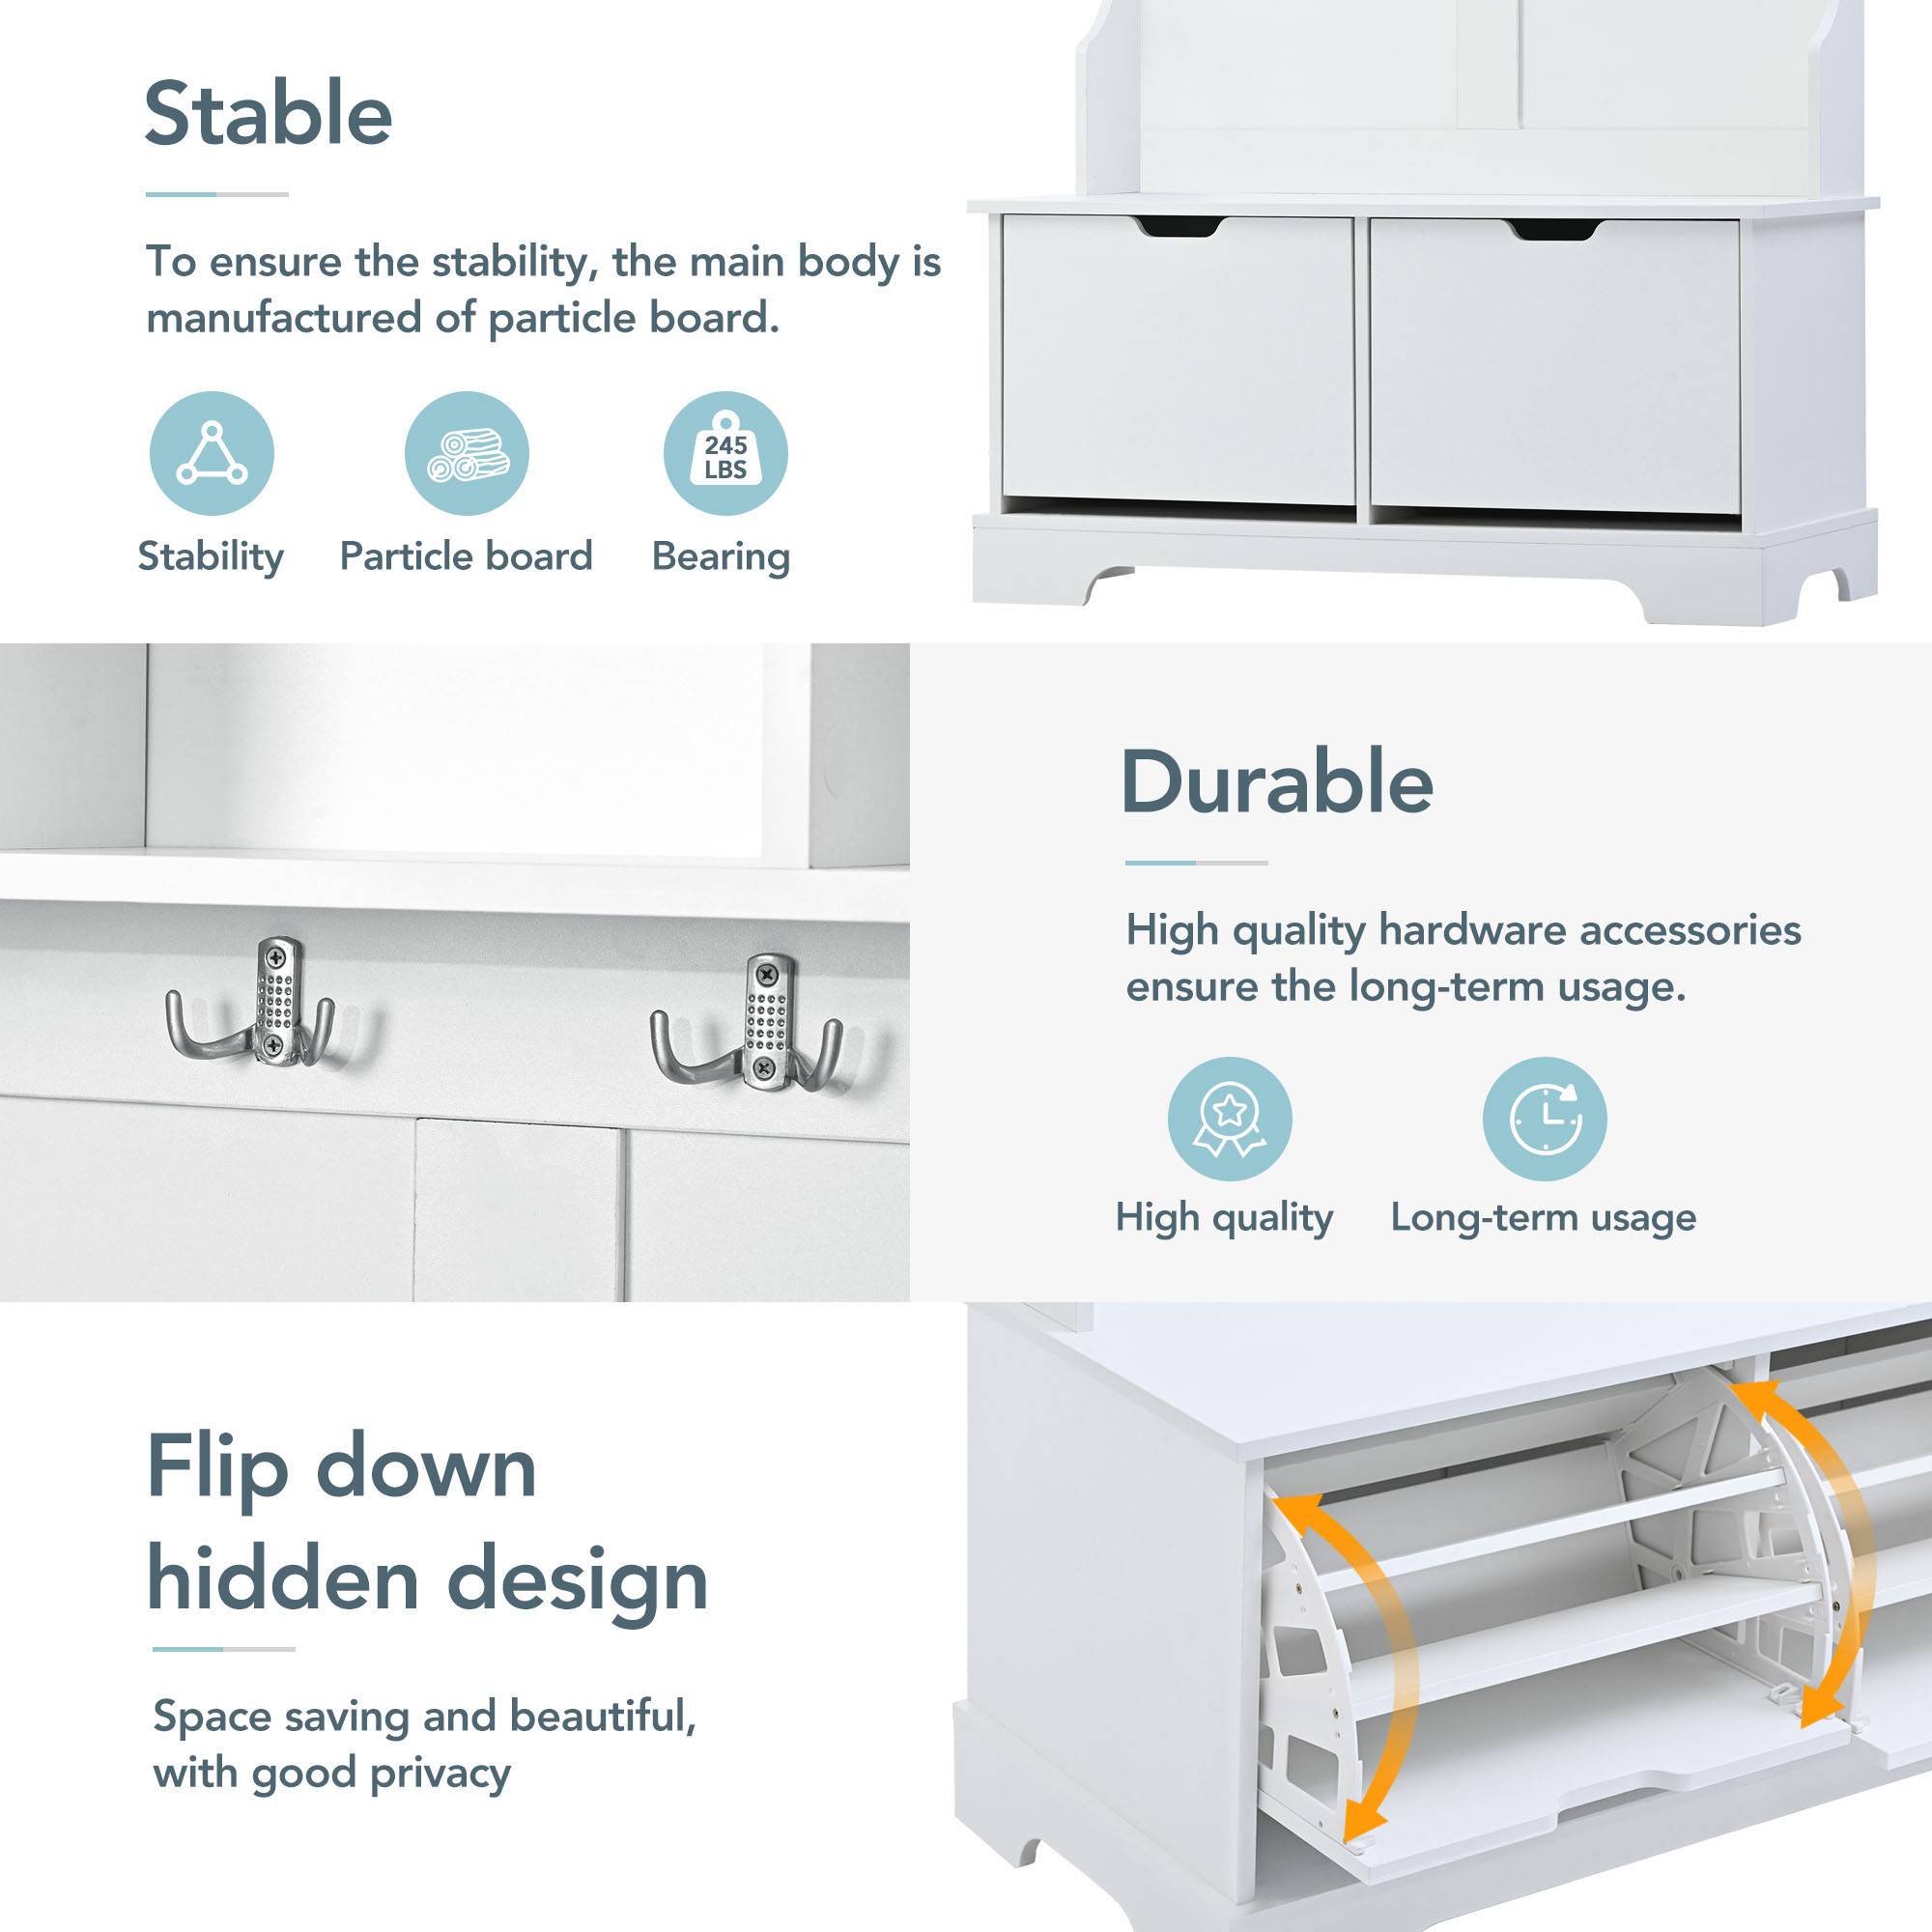 Stable
To ensure the stability, the main body is
manufactured of particle board.
245
LBS
Stability
Particle board
Bearing
Durable
High quality hardware accessories
ensure the long-term usage.
High quality
Long-term usage
Flip down
hidden design
Space saving and beautiful,
with good privacy